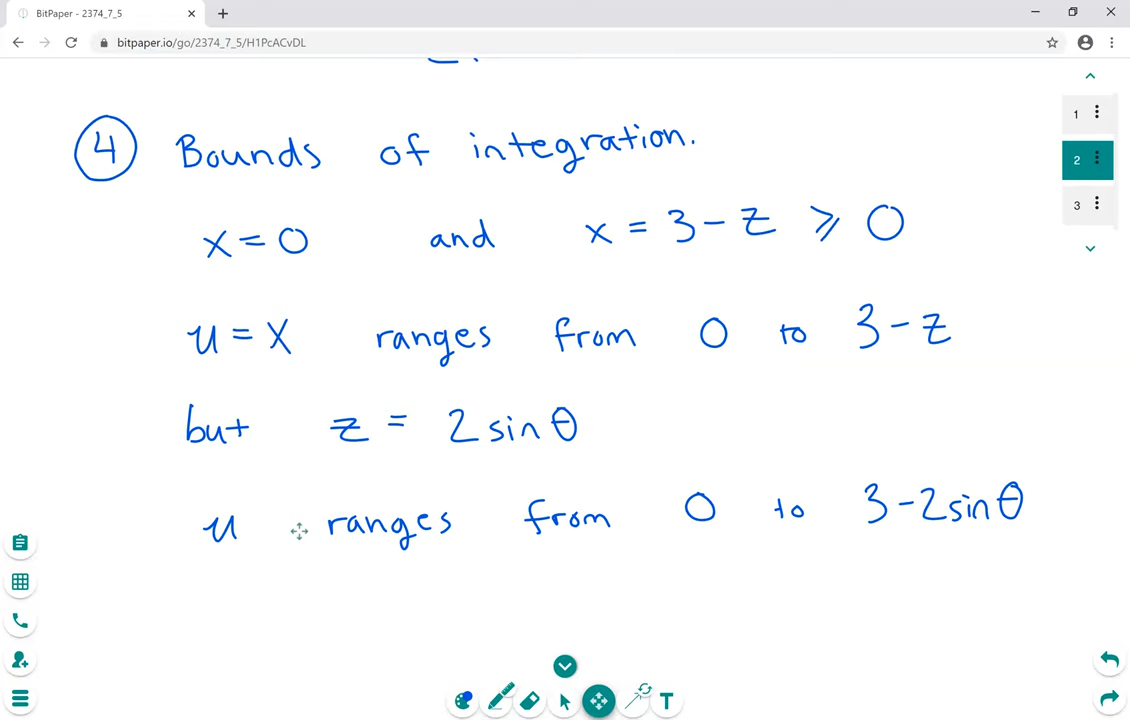 BitPaper - 2374_7_5
bitpaper.io/go/2374_7_5/H1PcACvDL
④ Bounds of integration.
x = 0 and x = 3 - z ⩾ 0
u = x ranges from 0 to 3 - z
but z = 2 sin θ
u ranges from 0 to 3 - 2 sin θ
1
2
3
T